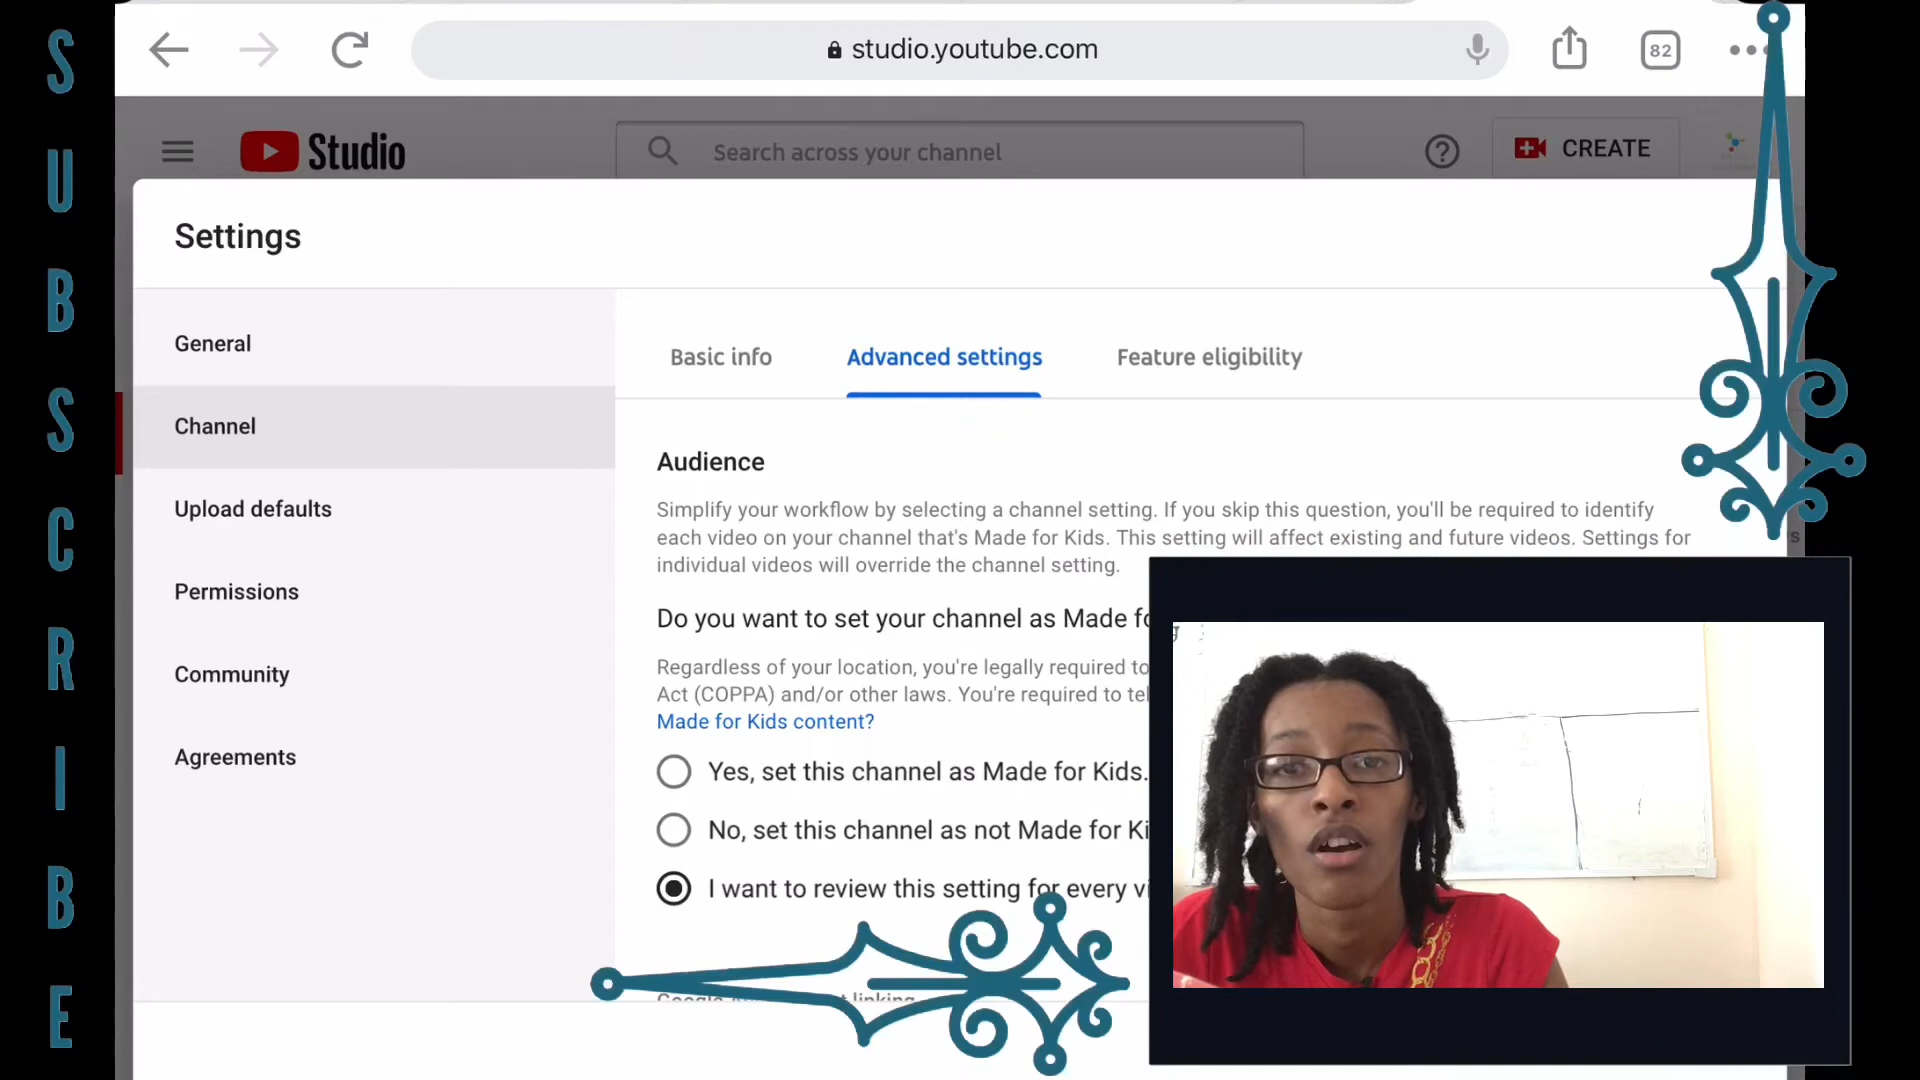 SUBSCRIBE
studio.youtube.com
82
Studio
Search across your channel
CREATE
Settings
General
Channel
Upload defaults
Permissions
Community
Agreements
Basic info
Advanced settings
Feature eligibility
Audience
Simplify your workflow by selecting a channel setting. If you skip this question, you'll be required to identify
each video on your channel that's Made for Kids. This setting will affect existing and future videos. Settings for
individual videos will override the channel setting.
Do you want to set your channel as Made
Regardless of your location, you're legally required to
Act (COPPA) and/or other laws. You're required to
Made for Kids content?
Yes, set this channel as Made for Kids.
No, set this channel as not Made for
I want to review this setting for every
linking